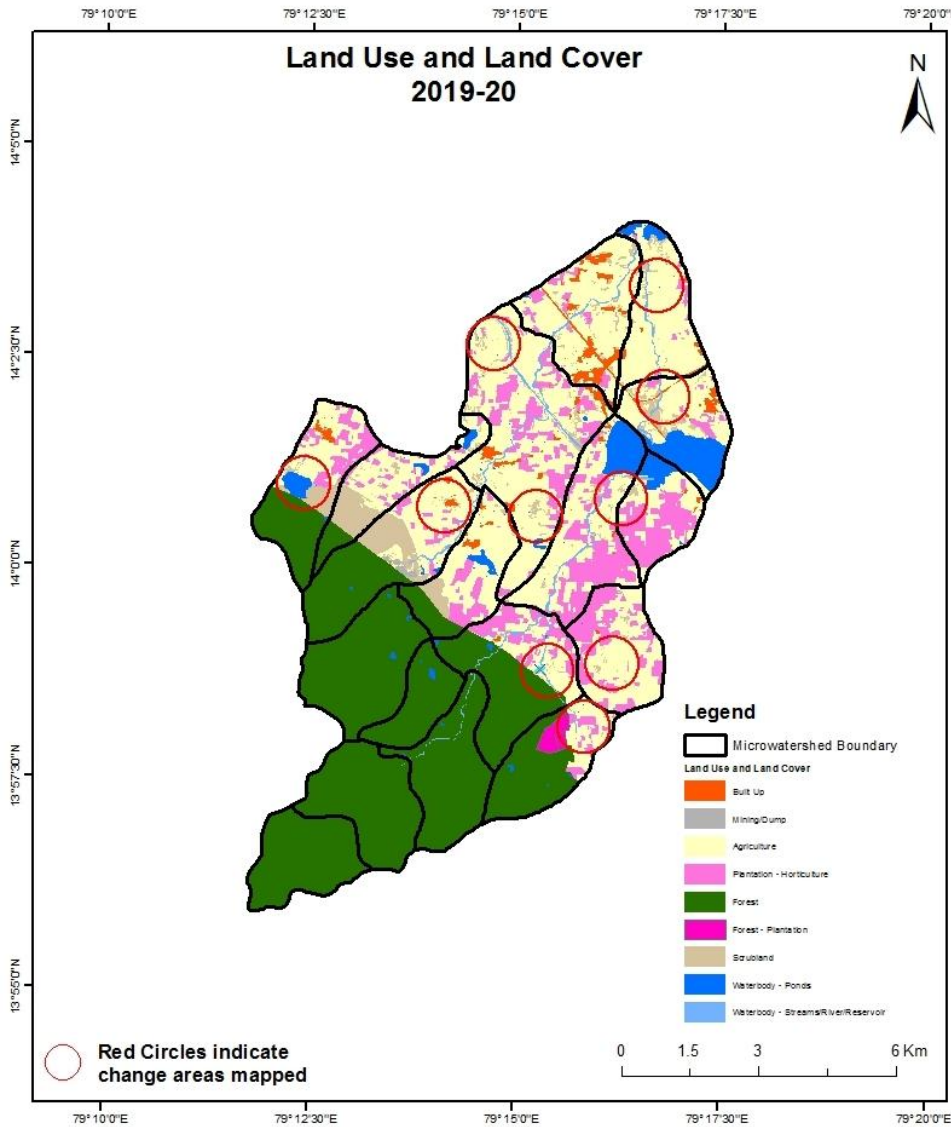 79° 10'0"E 79° 12'30"E 79° 15'0"E 79° 17'30"E 79° 20'0"E
Land Use and Land Cover
2019-20
N
14°5'0"N
14°2'30"N
14°0'0"N
13°57'30"N
13°55'0"N
Legend
Microwatershed Boundary
Land Use and Land Cover
Built Up
Mining/Dump
Agriculture
Plantation - Horticulture
Forest
Forest - Plantation
Scrubland
Waterbody - Ponds
Waterbody - Streams/River/Reservoir
Red Circles indicate
change areas mapped
0 1.5 3 6 Km
79° 10'0"E 79° 12'30"E 79° 15'0"E 79° 17'30"E 79° 20'0"E